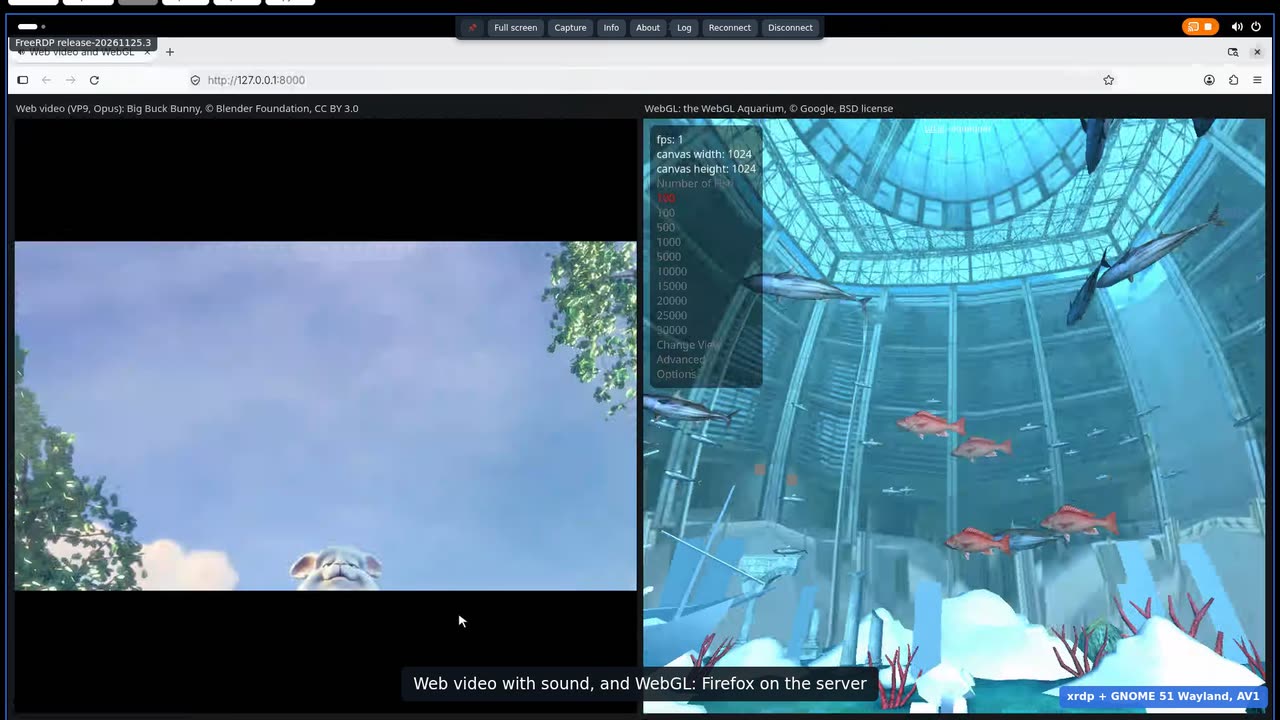 Full screen
Capture
Info
About
Log
Reconnect
Disconnect
FreeRDP release-20261125.3
Web video and WebGL
http://127.0.0.1:8000
Web video (VP9, Opus): Big Buck Bunny, © Blender Foundation, CC BY 3.0
WebGL: the WebGL Aquarium, © Google, BSD license
fps: 1
canvas width: 1024
canvas height: 1024
Number of Fish
100
500
1000
5000
10000
15000
20000
25000
30000
Change View
Advanced
Options
Web video with sound, and WebGL: Firefox on the server
xrdp + GNOME 51 Wayland, AV1